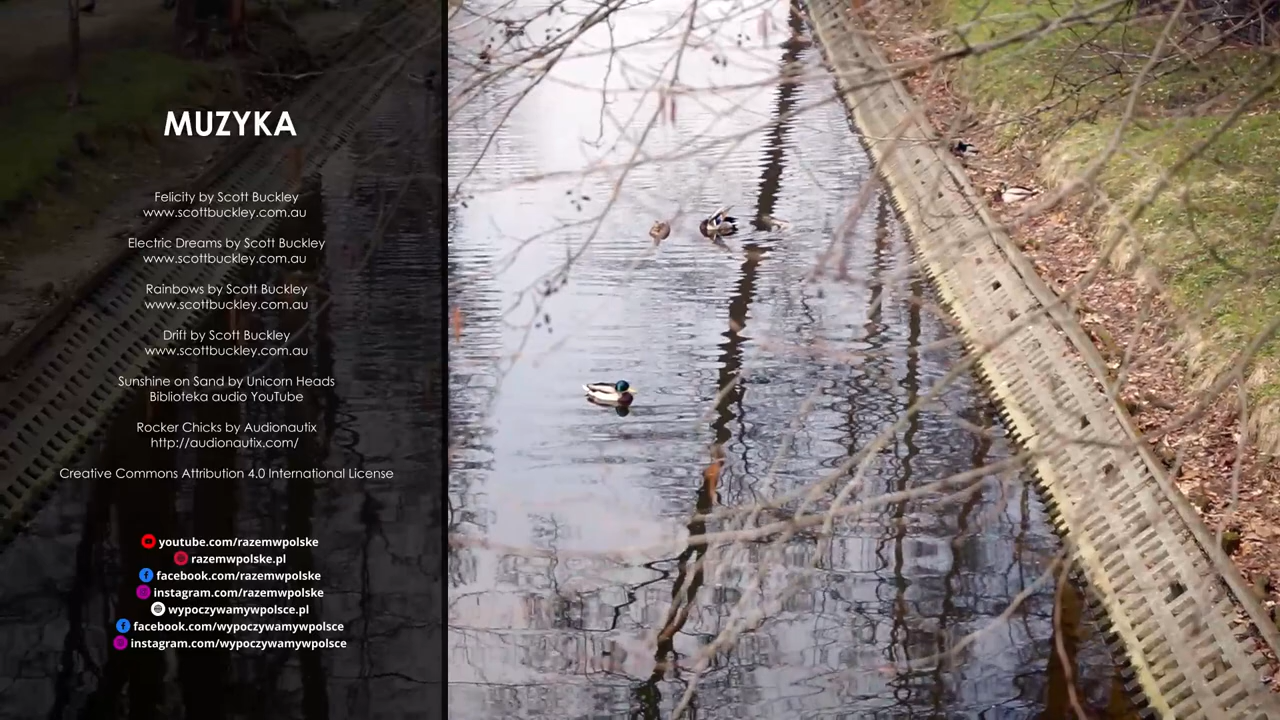 MUZYKA
Felicity by Scott Buckley
www.scottbuckley.com.au
Electric Dreams by Scott Buckley
www.scottbuckley.com.au
Rainbows by Scott Buckley
www.scottbuckley.com.au
Drift by Scott Buckley
www.scottbuckley.com.au
Sunshine on Sand by Unicorn Heads
Biblioteka audio YouTube
Rocker Chicks by Audionautix
http://audionautix.com/
Creative Commons Attribution 4.0 International License
youtube.com/razemwpolske
razemwpolske.pl
facebook.com/razemwpolske
instagram.com/razemwpolske
wypoczywamywpolsce.pl
facebook.com/wypoczywamywpolsce
instagram.com/wypoczywamywpolsce